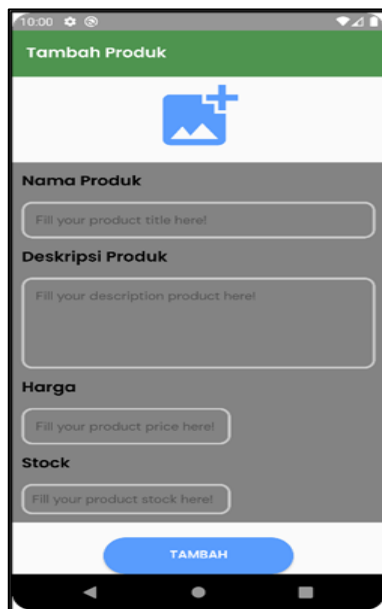 10:00
Tambah Produk
Nama Produk
Fill your product title here!
Deskripsi Produk
Fill your description product here!
Harga
Fill your product price here!
Stock
Fill your product stock here!
TAMBAH